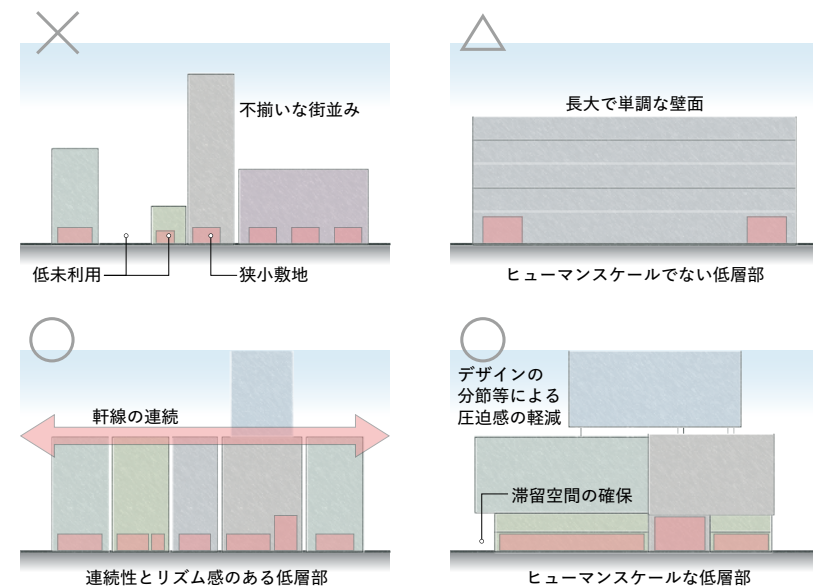 不揃いな街並み
低未利用
狭小敷地
長大で単調な壁面
ヒューマンスケールでない低層部
軒線の連続
連続性とリズム感のある低層部
デザインの
分節等による
圧迫感の軽減
滞留空間の確保
ヒューマンスケールな低層部